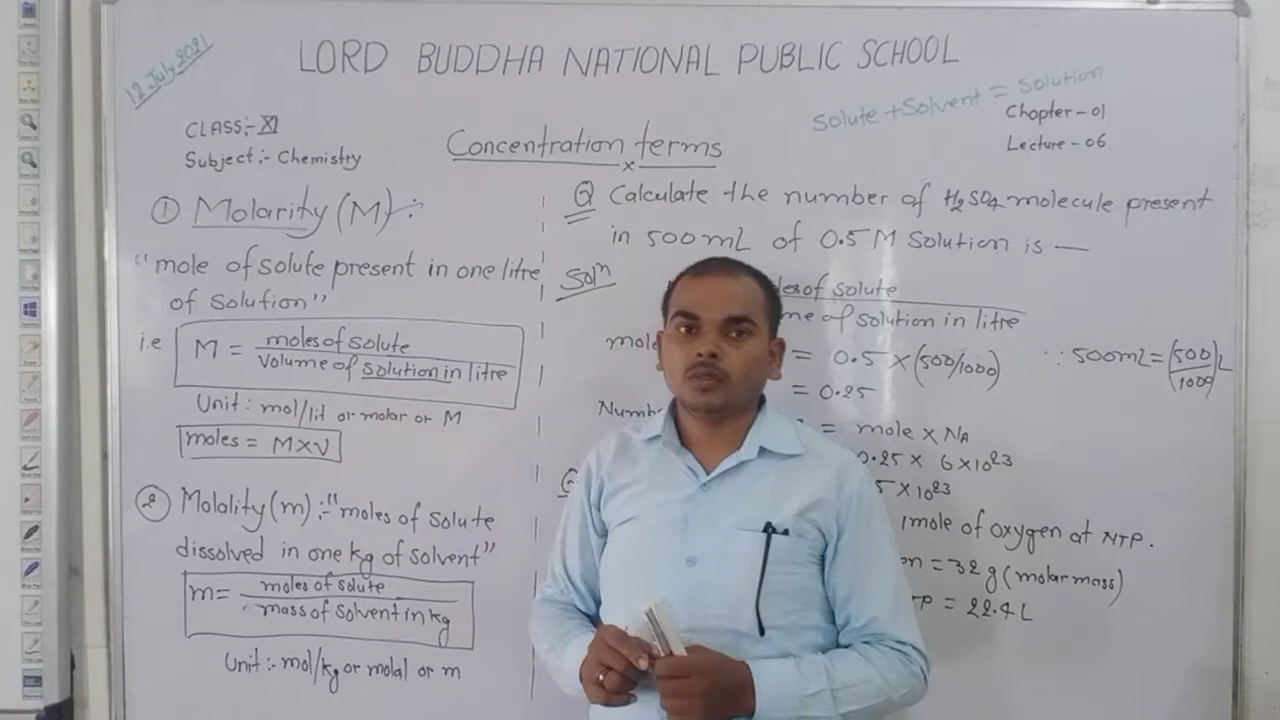 12 July 2021
LORD BUDDHA NATIONAL PUBLIC SCHOOL
Solute + Solvent = Solution
CLASS:- XI
Subject:- Chemistry
Chapter - 01
Lecture - 06
Concentration terms
① Molarity (M):-
"mole of solute present in one litre
of solution"
i.e M = moles of solute
Volume of solution in litre
Unit: mol/lit or molar or M
moles = M×V
② Molality (m) :- "moles of solute
dissolved in one kg of solvent"
m = moles of solute
mass of solvent in kg
Unit:- mol/kg or molal or m
Q Calculate the number of H₂SO₄ molecule present
in 500 mL of 0.5 M Solution is —
Solⁿ
of solute
of solution in litre
= 0.5 × (500/1000) ∵ 500mL = (500/1000) L
= 0.25
= mole × NA
0.25 × 6×10²³
5 × 10²³
1 mole of oxygen at NTP.
= 32 g (molar mass)
= 22.4 L